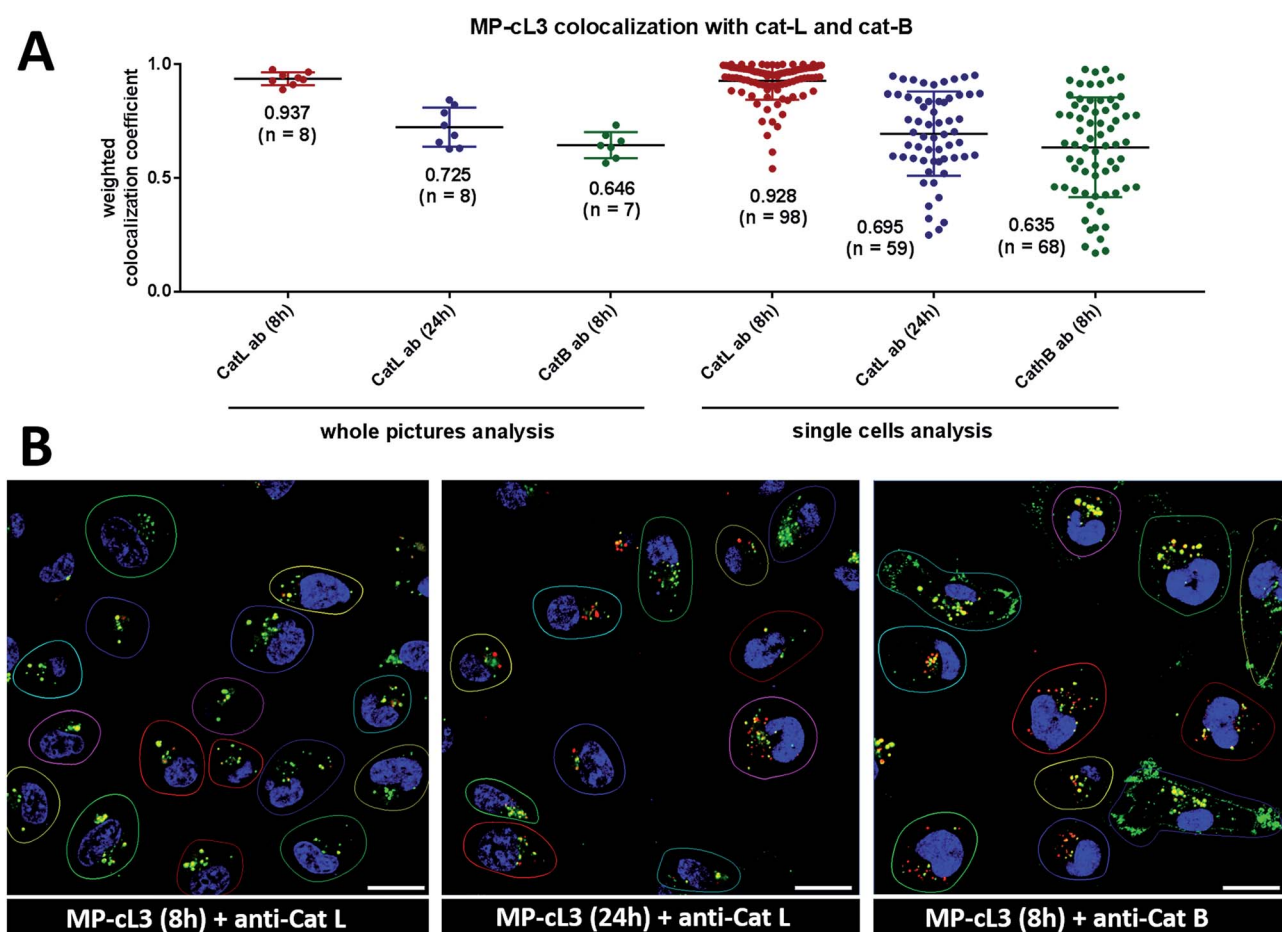 A
MP-cL3 colocalization with cat-L and cat-B
weighted
colocalization coefficient
1.0
0.5
0.0
0.937
(n = 8)
0.725
(n = 8)
0.646
(n = 7)
0.928
(n = 98)
0.695
(n = 59)
0.635
(n = 68)
CatL ab (8h)
CatL ab (24h)
CatB ab (8h)
CatL ab (8h)
CatL ab (24h)
CathB ab (8h)
whole pictures analysis
single cells analysis
B
MP-cL3 (8h) + anti-Cat L
MP-cL3 (24h) + anti-Cat L
MP-cL3 (8h) + anti-Cat B